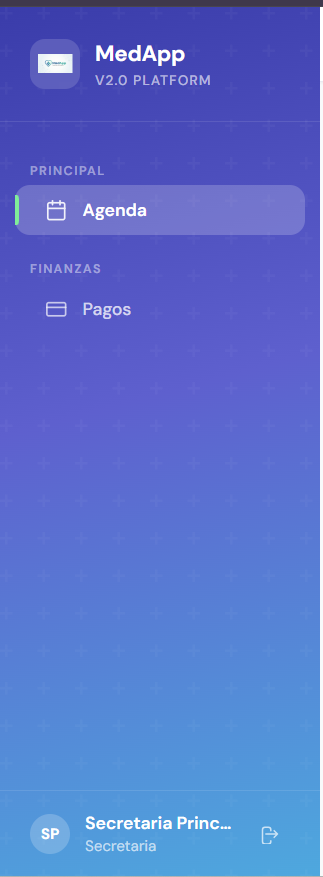 MedApp
V2.0 PLATFORM
PRINCIPAL
Agenda
FINANZAS
Pagos
SP
Secretaria Princ...
Secretaria